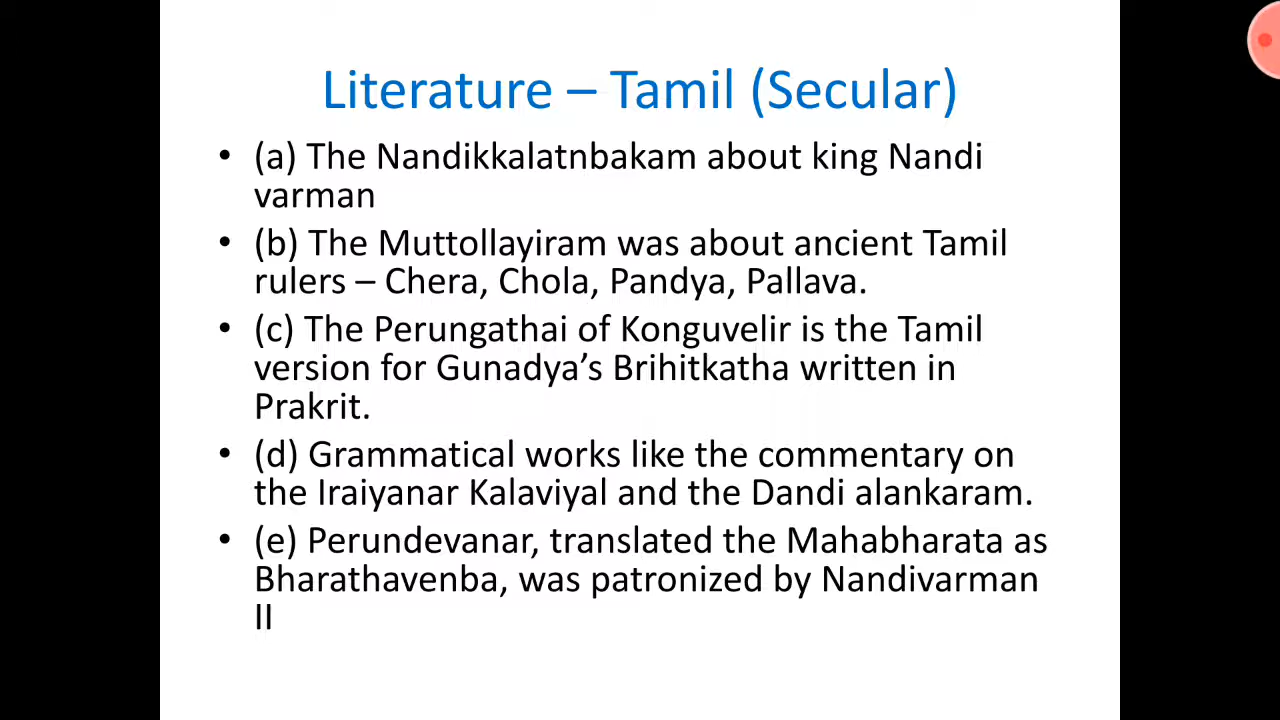 Literature – Tamil (Secular)
• (a) The Nandikkalatnbakam about king Nandi
varman
• (b) The Muttollayiram was about ancient Tamil
rulers – Chera, Chola, Pandya, Pallava.
• (c) The Perungathai of Konguvelir is the Tamil
version for Gunadya’s Brihitkatha written in
Prakrit.
• (d) Grammatical works like the commentary on
the Iraiyanar Kalaviyal and the Dandi alankaram.
• (e) Perundevanar, translated the Mahabharata as
Bharathavenba, was patronized by Nandivarman
II